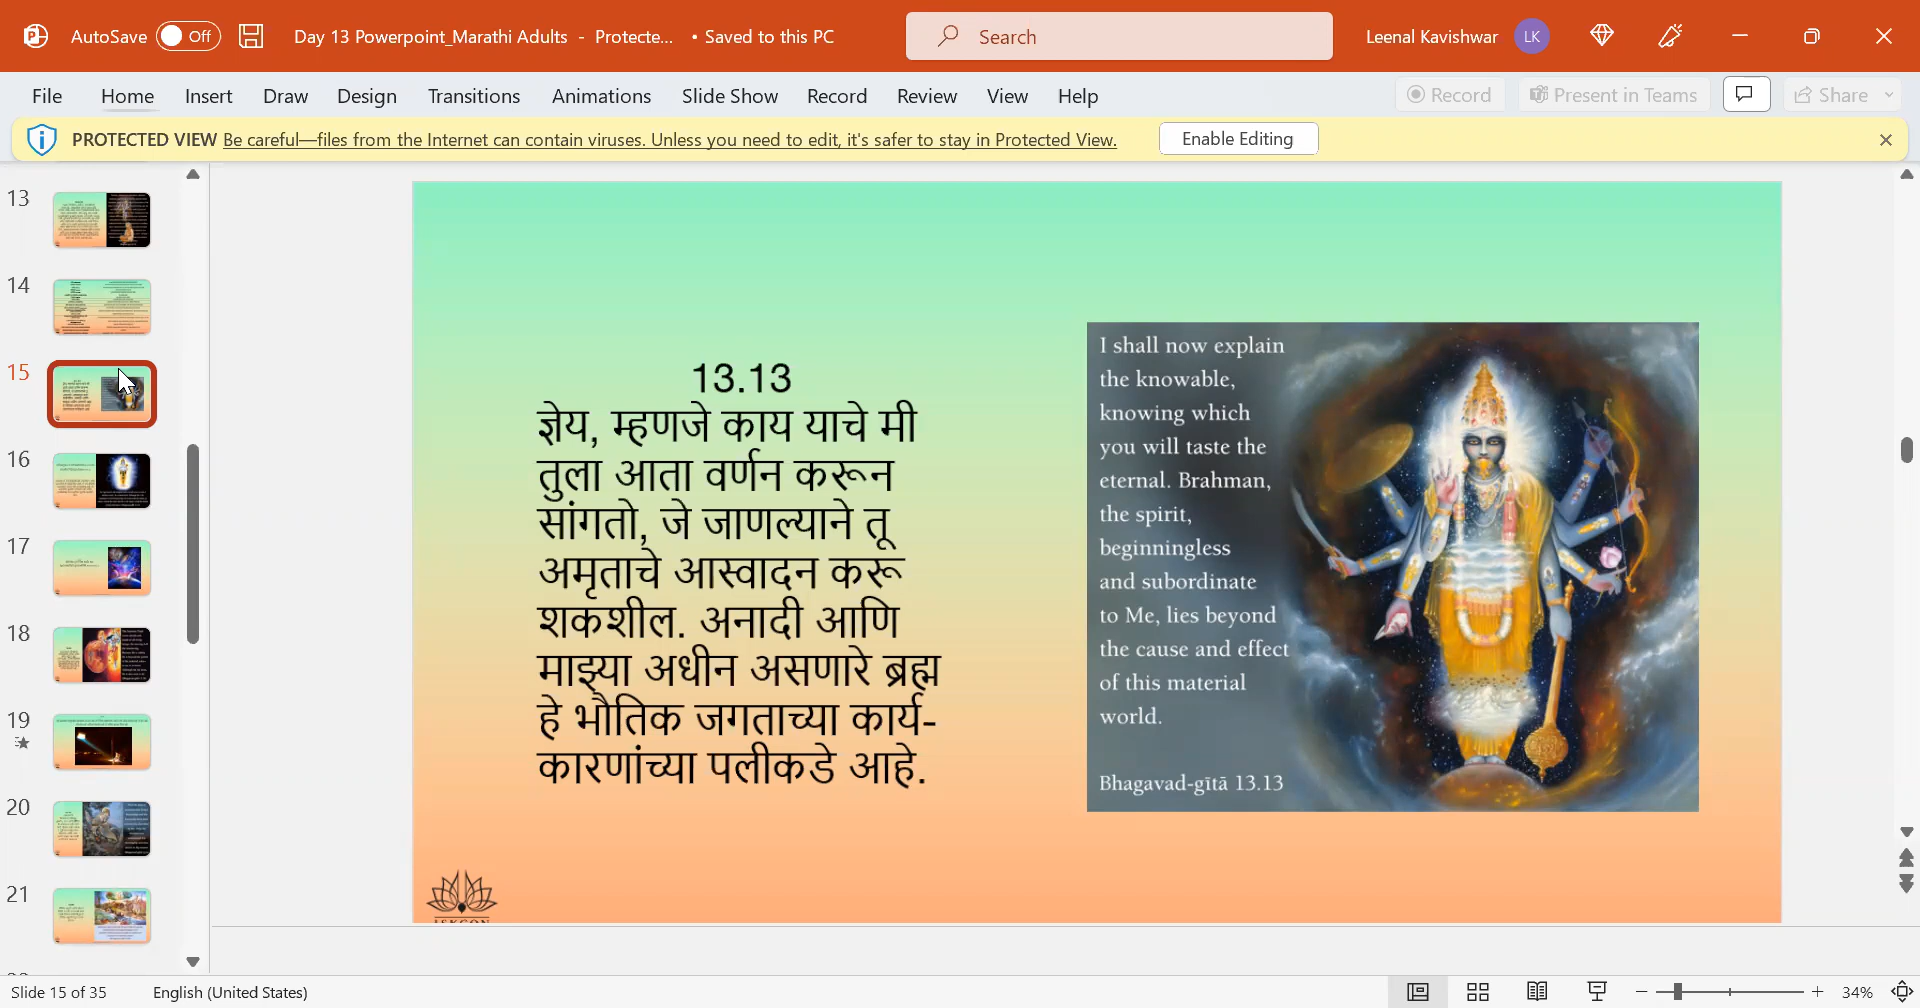 AutoSave
Off
Day 13 Powerpoint_Marathi Adults - Protecte... • Saved to this PC
Search
Leenal Kavishwar
LK
File
Home
Insert
Draw
Design
Transitions
Animations
Slide Show
Record
Review
View
Help
Record
Present in Teams
Share
PROTECTED VIEW Be careful—files from the Internet can contain viruses. Unless you need to edit, it's safer to stay in Protected View.
Enable Editing
13
14
15
16
17
18
19
20
21
13.13
ज्ञेय, म्हणजे काय याचे मी
तुला आता वर्णन करून
सांगतो, जे जाणल्याने तू
अमृताचे आस्वादन करू
शकशील. अनादी आणि
माझ्या अधीन असणारे ब्रह्म
हे भौतिक जगताच्या कार्य-
कारणांच्या पलीकडे आहे.
I shall now explain
the knowable,
knowing which
you will taste the
eternal. Brahman,
the spirit,
beginningless
and subordinate
to Me, lies beyond
the cause and effect
of this material
world.
Bhagavad-gītā 13.13
Slide 15 of 35
English (United States)
34%